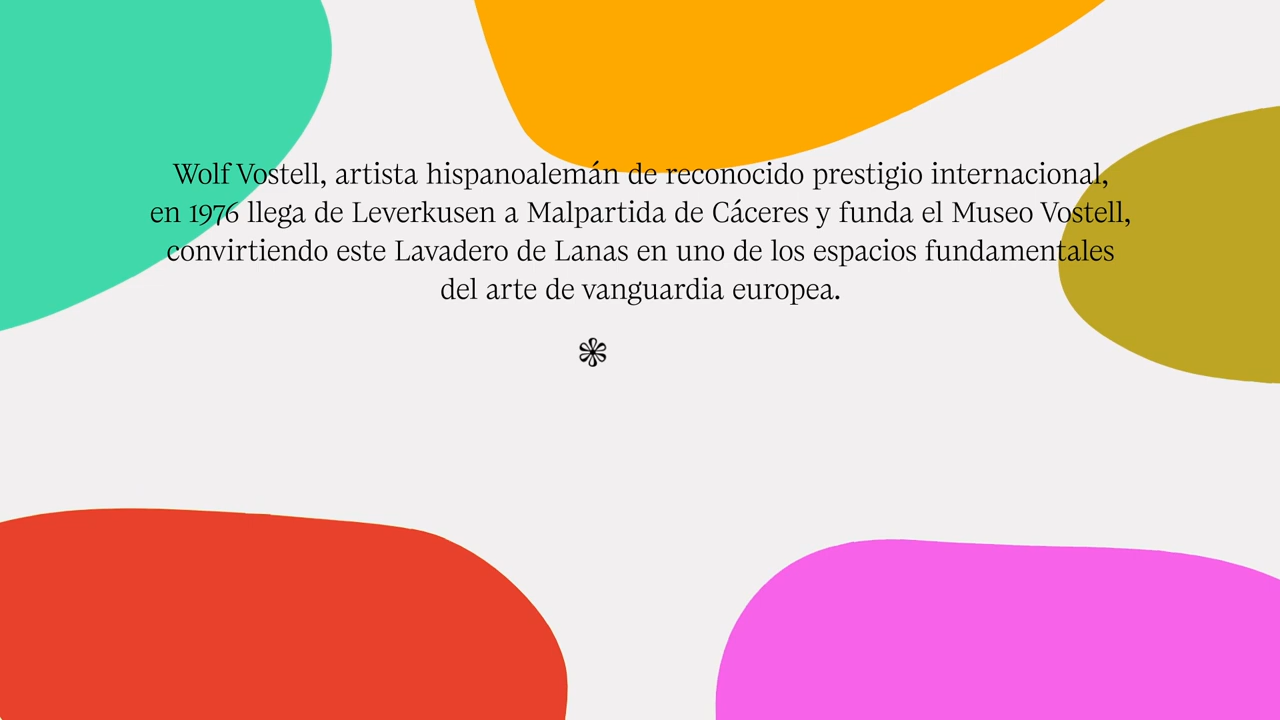 Wolf Vostell, artista hispanoalemán de reconocido prestigio internacional,
en 1976 llega de Leverkusen a Malpartida de Cáceres y funda el Museo Vostell,
convirtiendo este Lavadero de Lanas en uno de los espacios fundamentales
del arte de vanguardia europea.